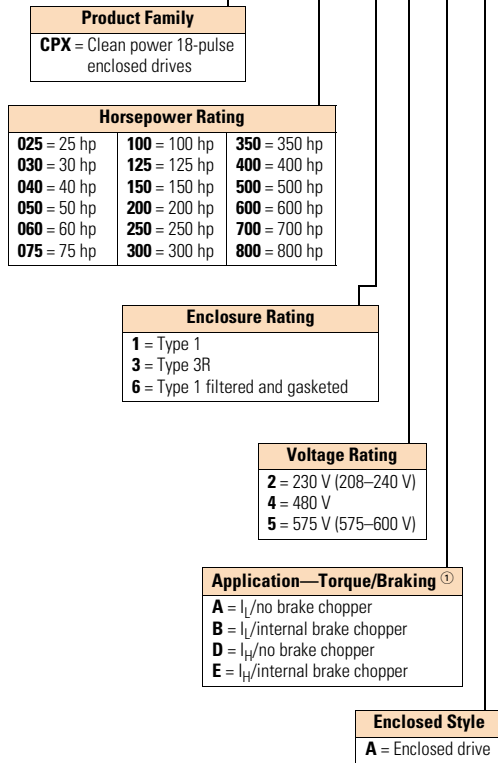 Product Family
CPX = Clean power 18-pulse
enclosed drives
Horsepower Rating
025 = 25 hp 100 = 100 hp 350 = 350 hp
030 = 30 hp 125 = 125 hp 400 = 400 hp
040 = 40 hp 150 = 150 hp 500 = 500 hp
050 = 50 hp 200 = 200 hp 600 = 600 hp
060 = 60 hp 250 = 250 hp 700 = 700 hp
075 = 75 hp 300 = 300 hp 800 = 800 hp
Enclosure Rating
1 = Type 1
3 = Type 3R
6 = Type 1 filtered and gasketed
Voltage Rating
2 = 230 V (208–240 V)
4 = 480 V
5 = 575 V (575–600 V)
Application—Torque/Braking ①
A = IL/no brake chopper
B = IL/internal brake chopper
D = IH/no brake chopper
E = IH/internal brake chopper
Enclosed Style
A = Enclosed drive